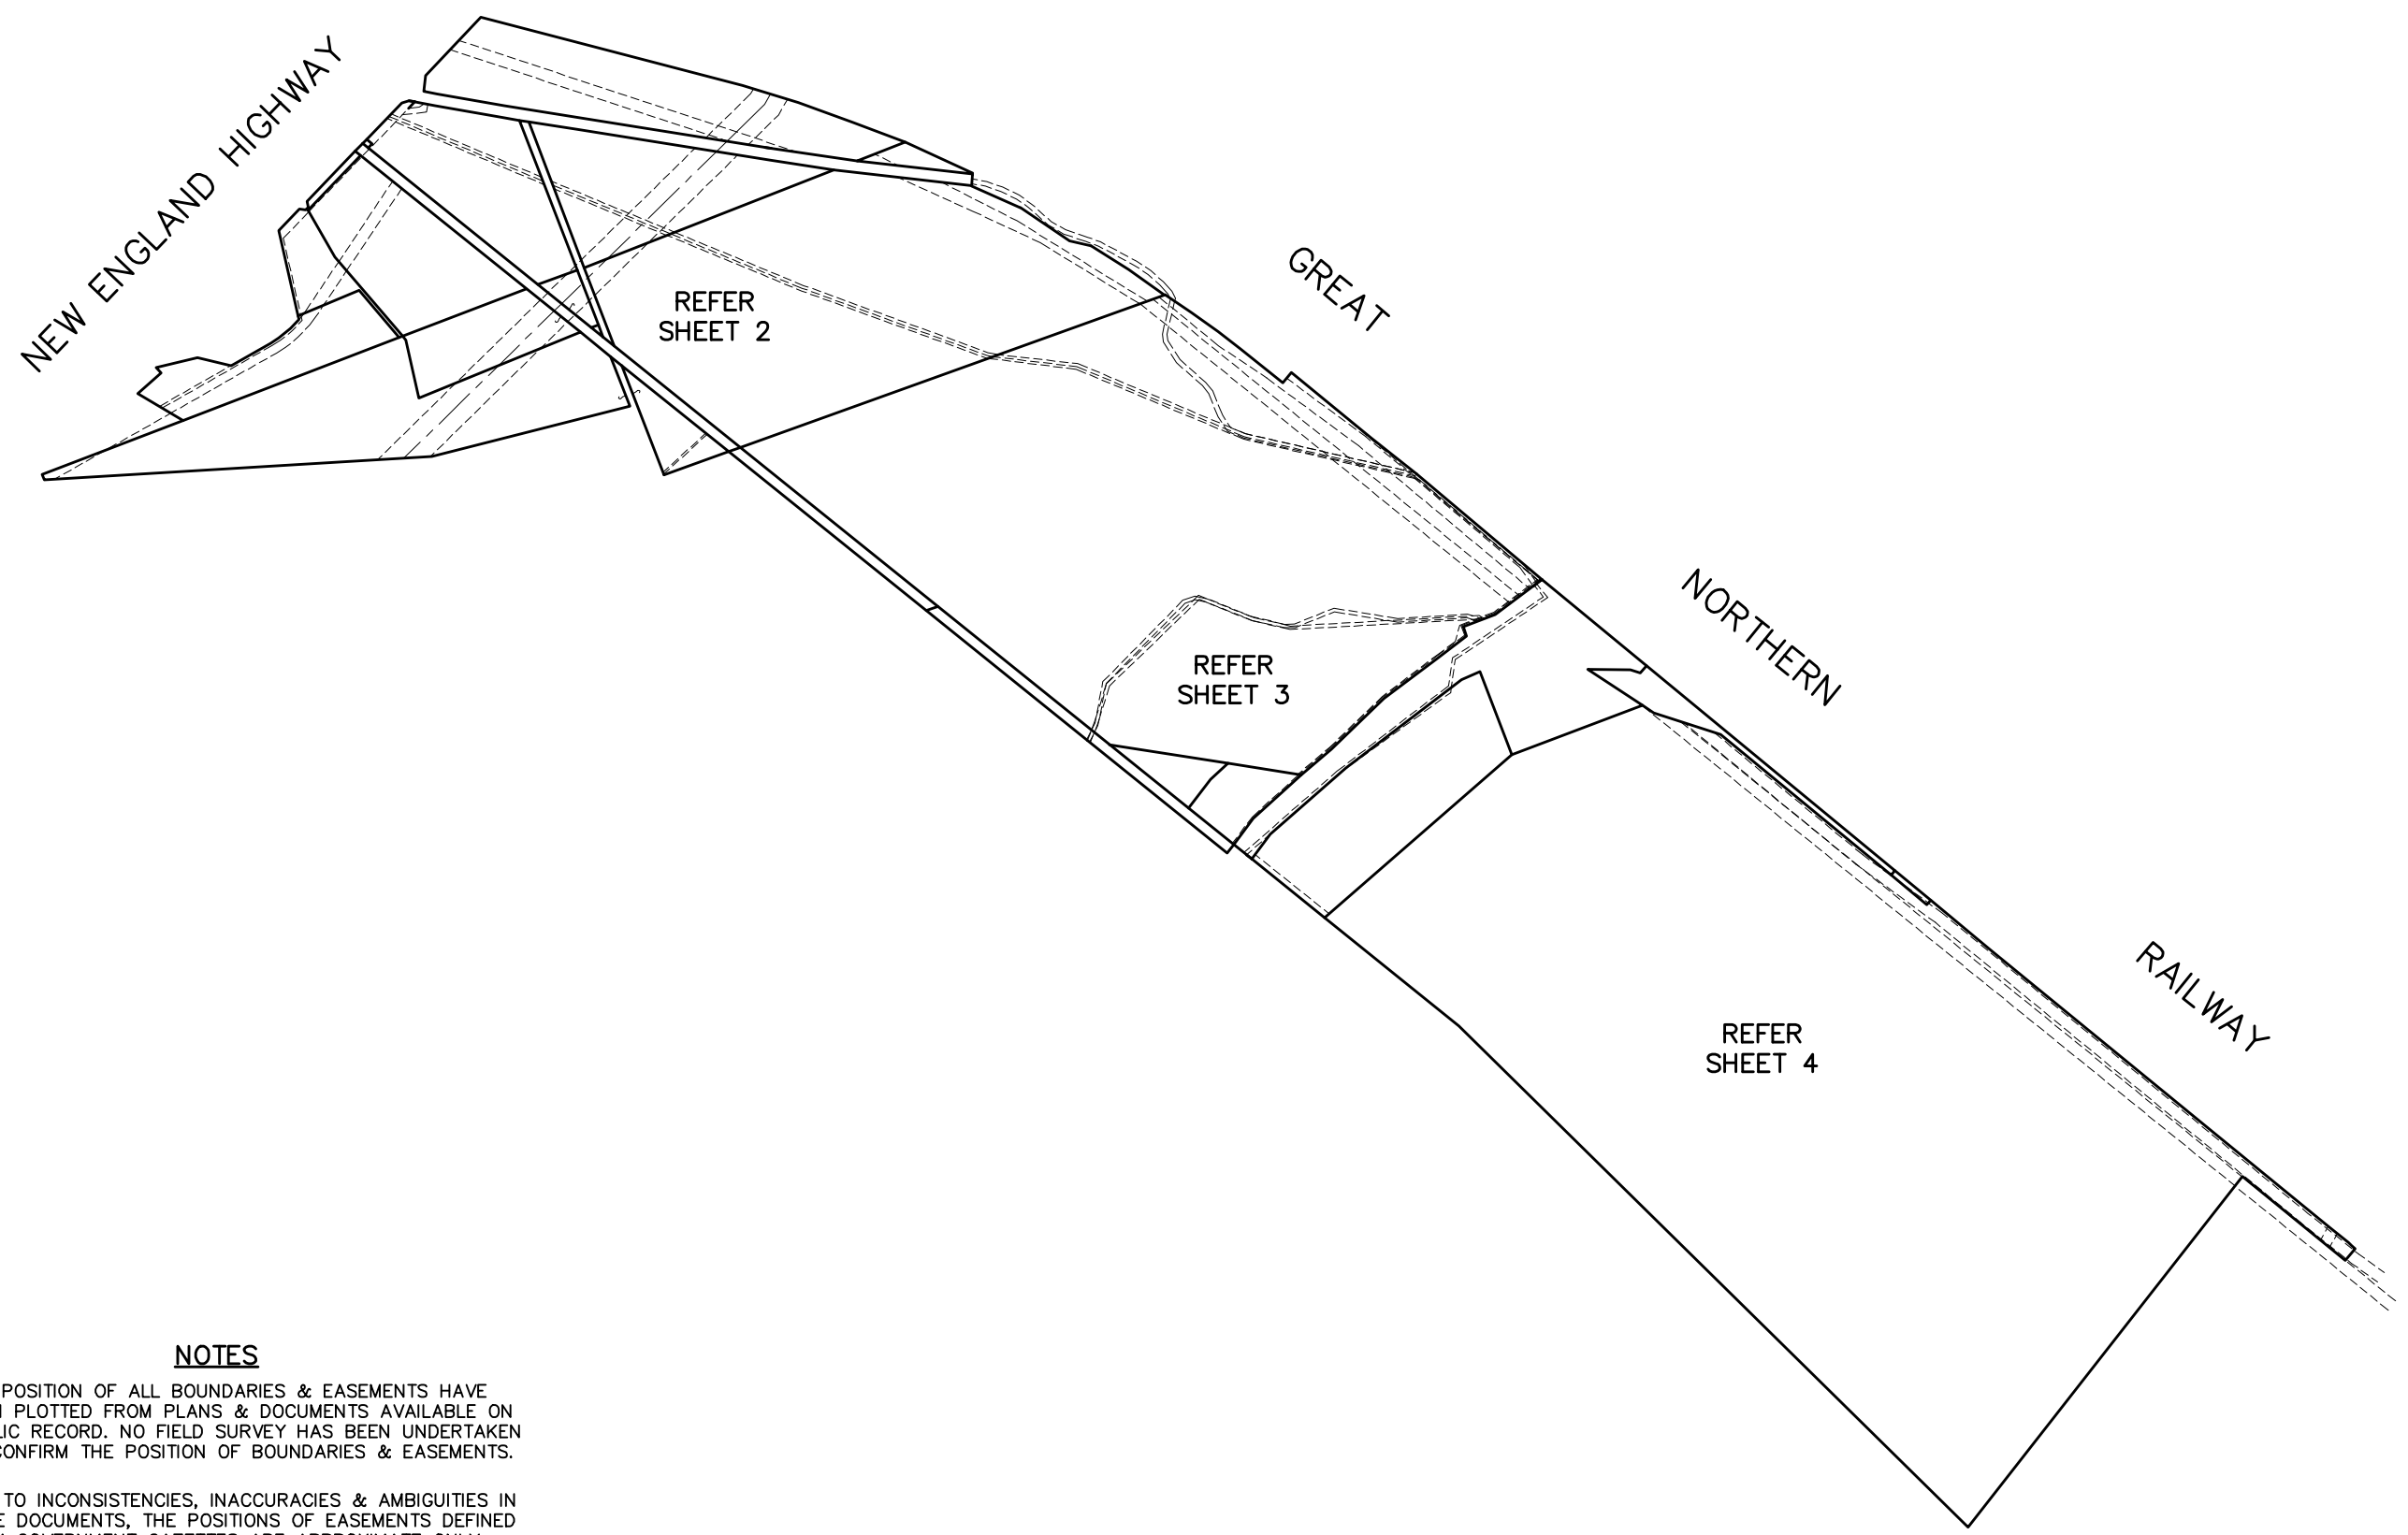 NEW ENGLAND HIGHWAY
GREAT
NORTHERN
RAILWAY
REFER
SHEET 2
REFER
SHEET 3
REFER
SHEET 4
NOTES
POSITION OF ALL BOUNDARIES & EASEMENTS HAVE
PLOTTED FROM PLANS & DOCUMENTS AVAILABLE ON
RECORD. NO FIELD SURVEY HAS BEEN UNDERTAKEN
CONFIRM THE POSITION OF BOUNDARIES & EASEMENTS.
TO INCONSISTENCIES, INACCURACIES & AMBIGUITIES IN
DOCUMENTS, THE POSITIONS OF EASEMENTS DEFINED